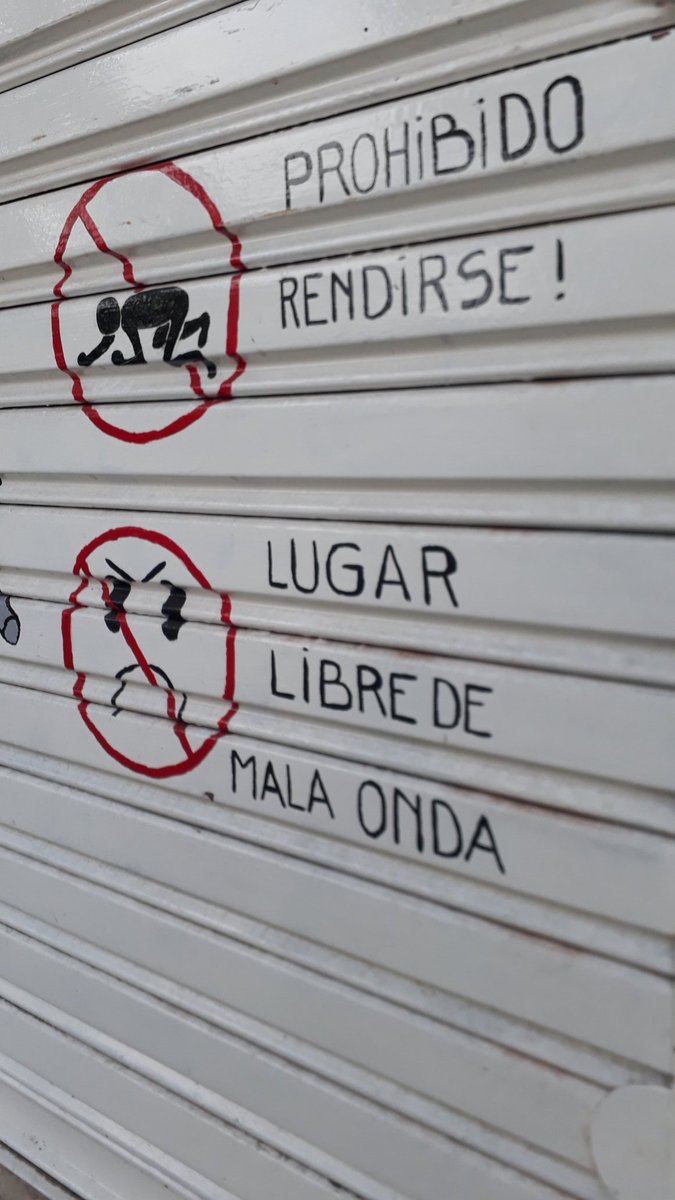 PROHiBiDO
RENDiRSE!
LUGAR
LiBRE DE
MALA ONDA